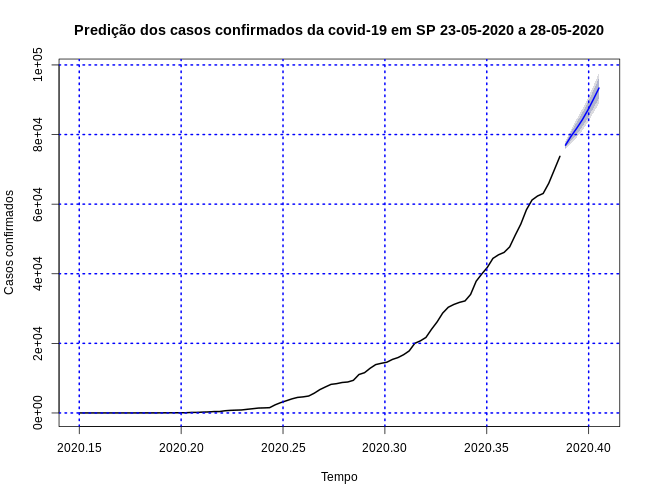 Predição dos casos confirmados da covid-19 em SP 23-05-2020 a 28-05-2020
Casos confirmados
1e+05
8e+04
6e+04
4e+04
2e+04
0e+00
2020.15 2020.20 2020.25 2020.30 2020.35 2020.40
Tempo